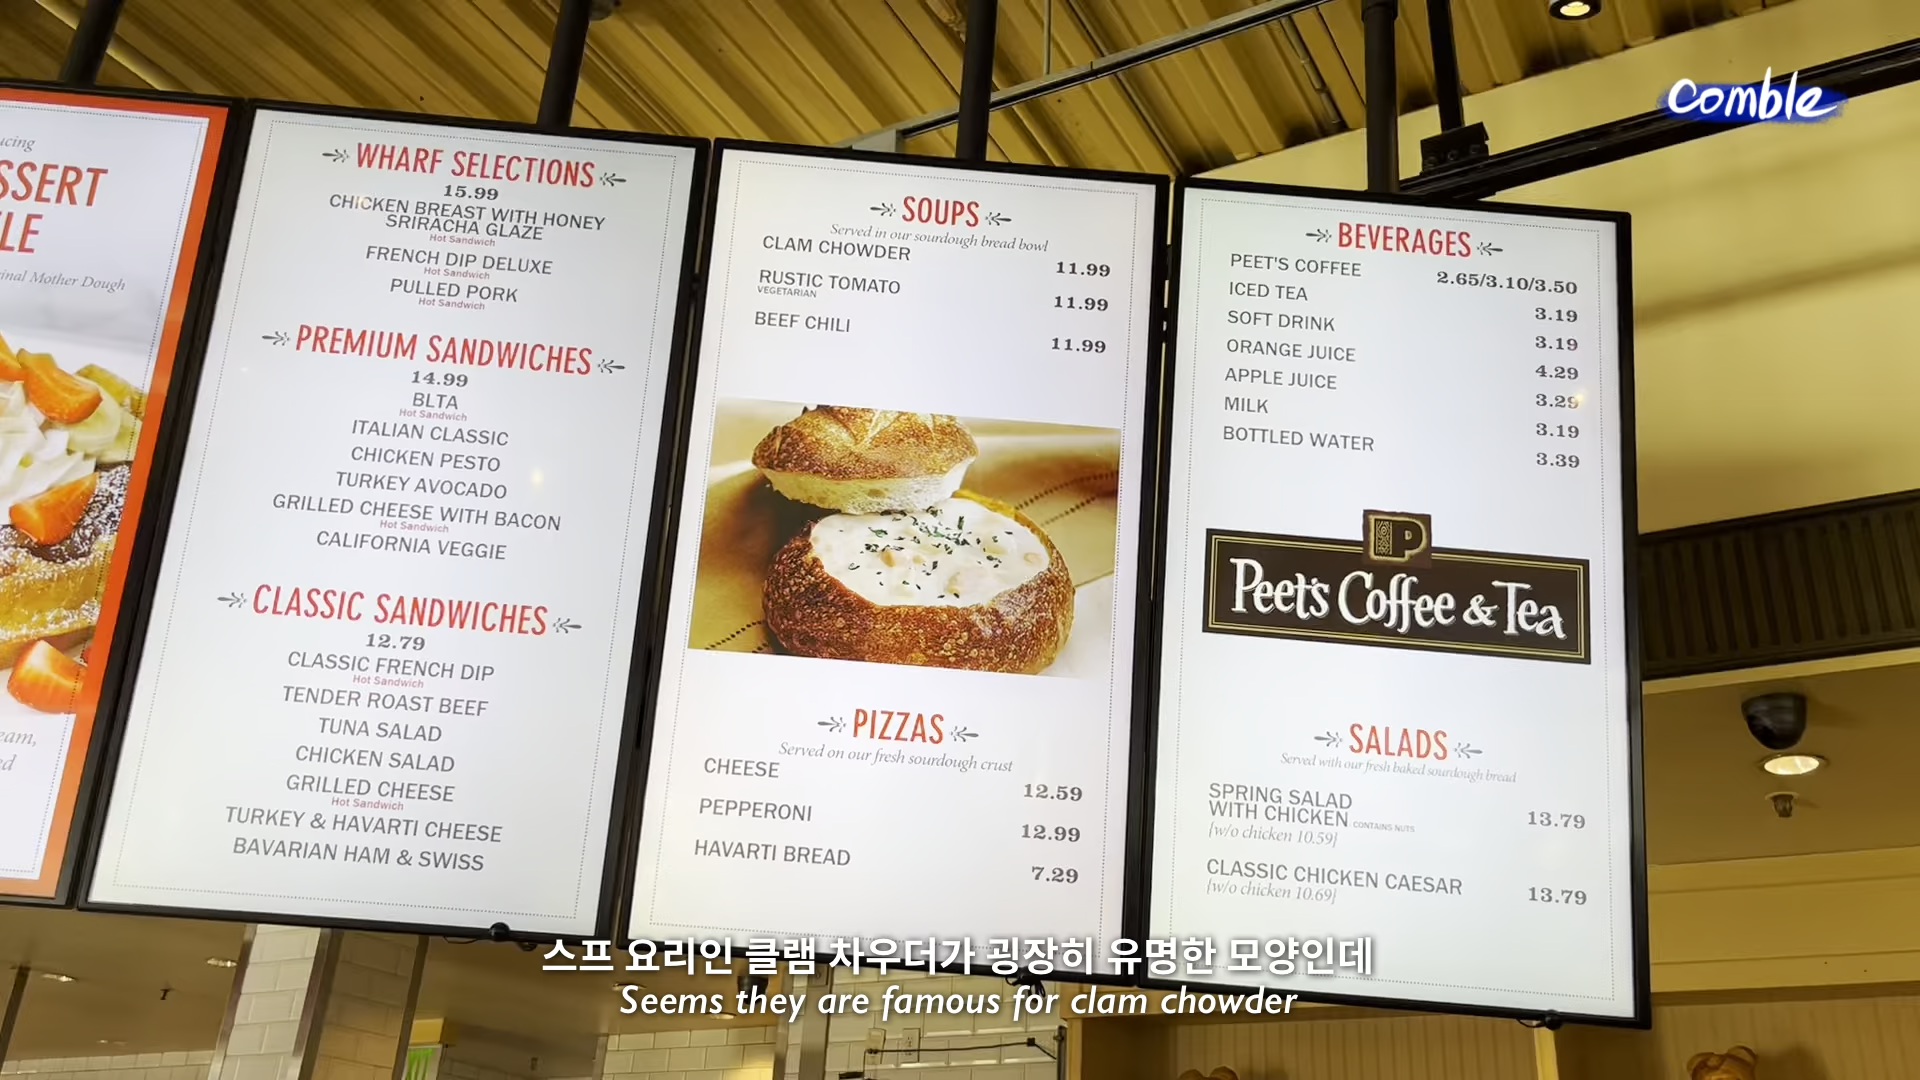 ucing
SSERT
LE
inal Mother Dough
eam,
ed
WHARF SELECTIONS
15.99
CHICKEN BREAST WITH HONEY
SRIRACHA GLAZE
Hot Sandwich
FRENCH DIP DELUXE
Hot Sandwich
PULLED PORK
Hot Sandwich
PREMIUM SANDWICHES
14.99
BLTA
Hot Sandwich
ITALIAN CLASSIC
CHICKEN PESTO
TURKEY AVOCADO
GRILLED CHEESE WITH BACON
Hot Sandwich
CALIFORNIA VEGGIE
CLASSIC SANDWICHES
12.79
CLASSIC FRENCH DIP
Hot Sandwich
TENDER ROAST BEEF
TUNA SALAD
CHICKEN SALAD
GRILLED CHEESE
Hot Sandwich
TURKEY & HAVARTI CHEESE
BAVARIAN HAM & SWISS
SOUPS
Served in our sourdough bread bowl
CLAM CHOWDER 11.99
RUSTIC TOMATO 11.99
VEGETARIAN
BEEF CHILI 11.99
PIZZAS
Served on our fresh sourdough crust
CHEESE 12.59
PEPPERONI 12.99
HAVARTI BREAD 7.29
BEVERAGES
PEET'S COFFEE 2.65/3.10/3.50
ICED TEA 3.19
SOFT DRINK 3.19
ORANGE JUICE 4.29
APPLE JUICE 3.29
MILK 3.19
BOTTLED WATER 3.39
P
Peet's Coffee & Tea
SALADS
Served with our fresh baked sourdough bread
SPRING SALAD
WITH CHICKEN CONTAINS NUTS 13.79
[w/o chicken 10.59]
CLASSIC CHICKEN CAESAR 13.79
[w/o chicken 10.69]
comble
스프 요리인 클램 차우더가 굉장히 유명한 모양인데
Seems they are famous for clam chowder